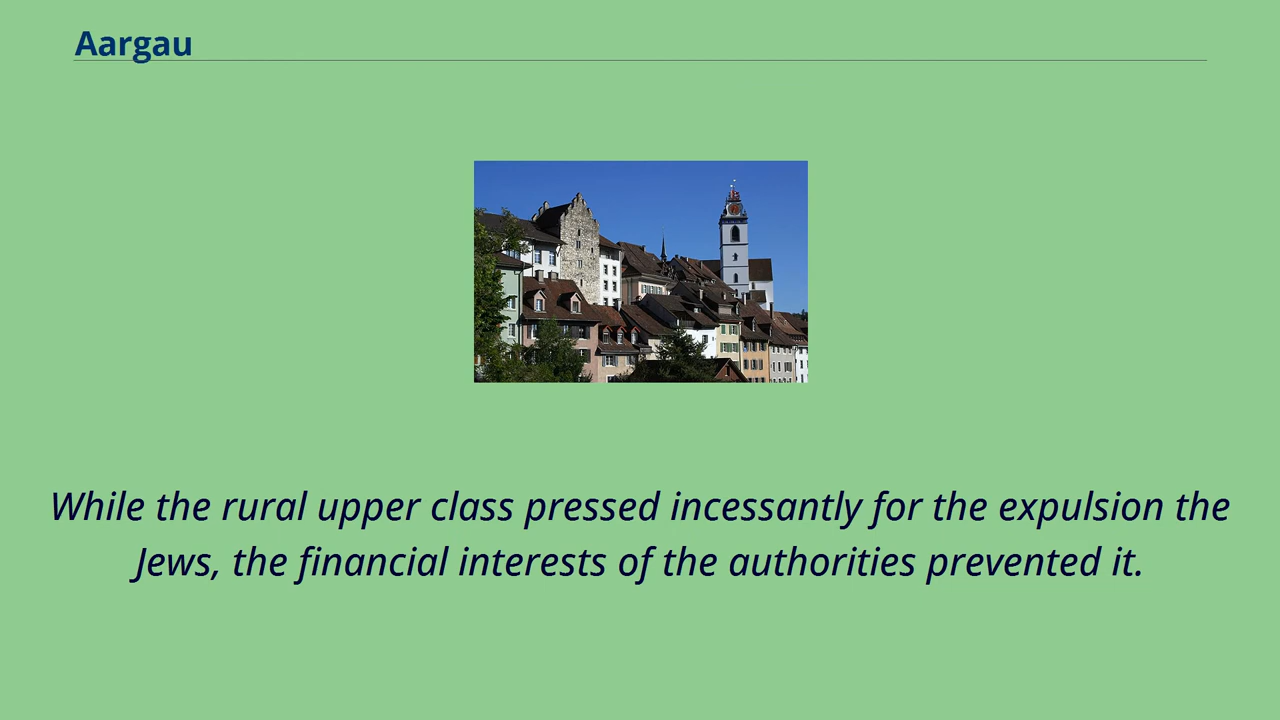 Aargau
While the rural upper class pressed incessantly for the expulsion the
Jews, the financial interests of the authorities prevented it.